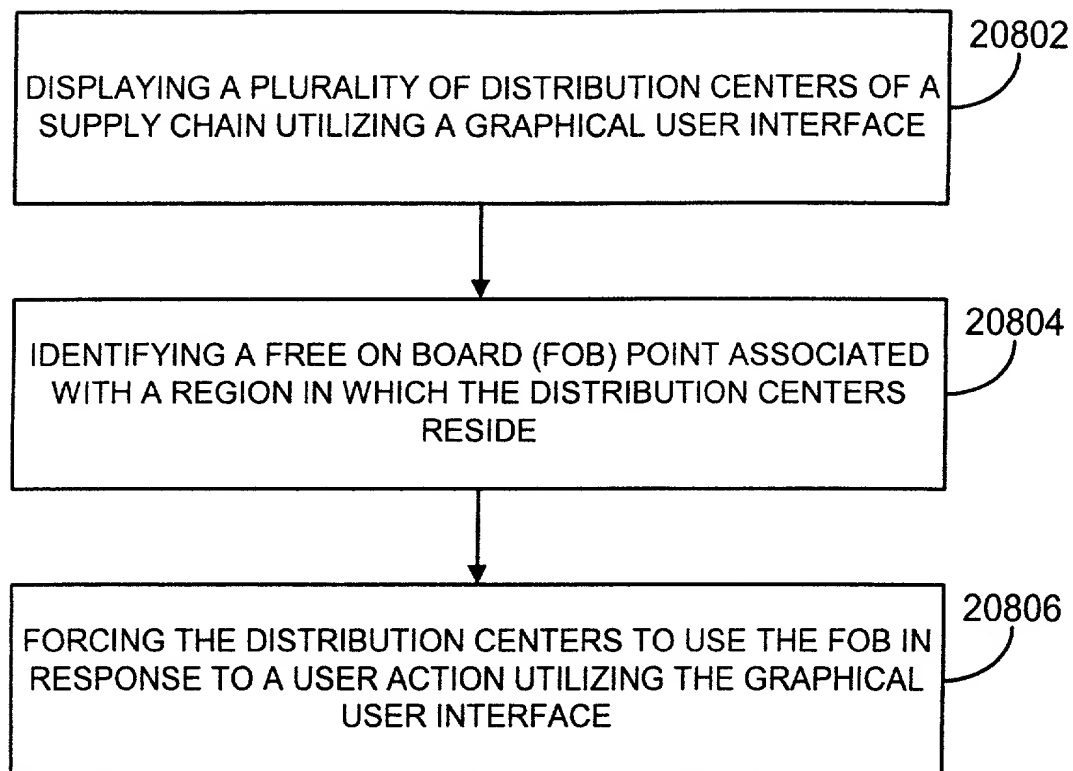 20802
DISPLAYING A PLURALITY OF DISTRIBUTION CENTERS OF A
SUPPLY CHAIN UTILIZING A GRAPHICAL USER INTERFACE
20804
IDENTIFYING A FREE ON BOARD (FOB) POINT ASSOCIATED
WITH A REGION IN WHICH THE DISTRIBUTION CENTERS
RESIDE
20806
FORCING THE DISTRIBUTION CENTERS TO USE THE FOB IN
RESPONSE TO A USER ACTION UTILIZING THE GRAPHICAL
USER INTERFACE